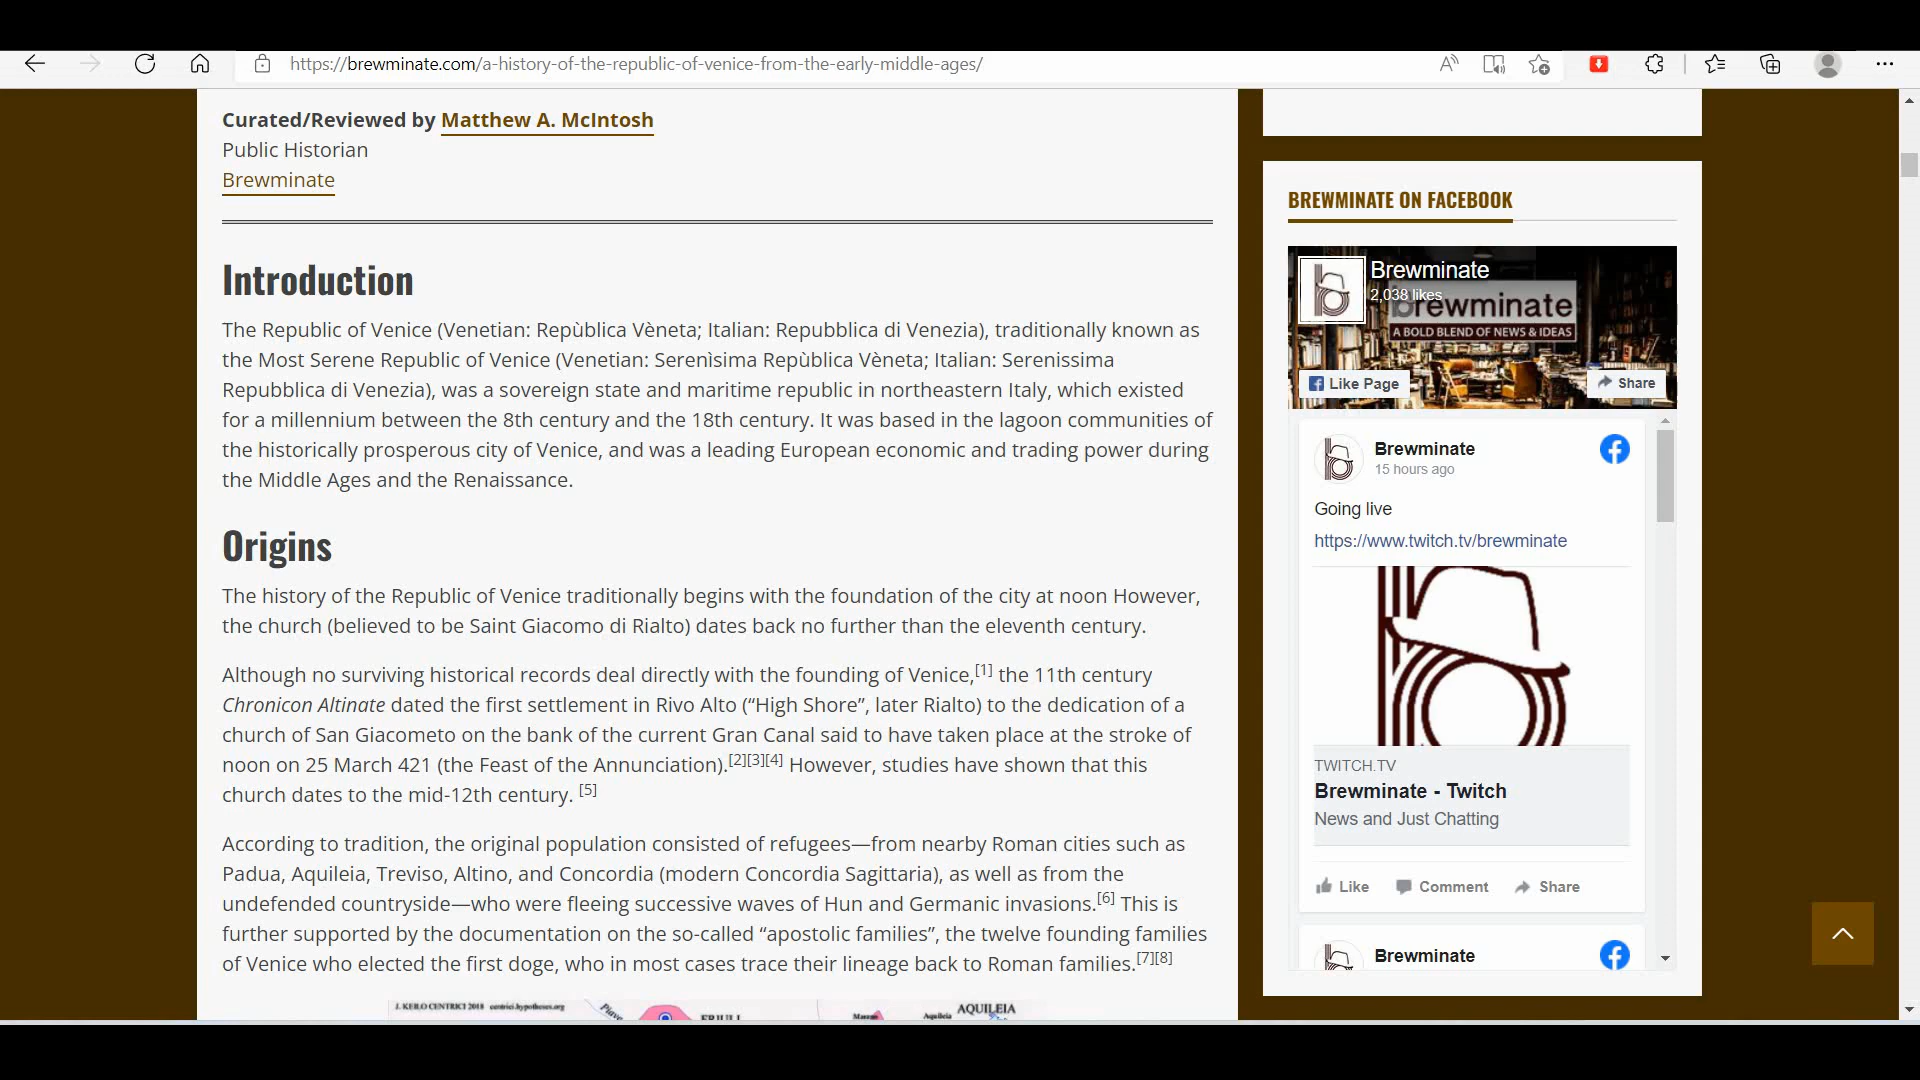 https://brewminate.com/a-history-of-the-republic-of-venice-from-the-early-middle-ages/
Curated/Reviewed by Matthew A. McIntosh
Public Historian
Brewminate
Introduction
The Republic of Venice (Venetian: Repùblica Vèneta; Italian: Repubblica di Venezia), traditionally known as
the Most Serene Republic of Venice (Venetian: Serenìsima Repùblica Vèneta; Italian: Serenissima
Repubblica di Venezia), was a sovereign state and maritime republic in northeastern Italy, which existed
for a millennium between the 8th century and the 18th century. It was based in the lagoon communities of
the historically prosperous city of Venice, and was a leading European economic and trading power during
the Middle Ages and the Renaissance.
Origins
The history of the Republic of Venice traditionally begins with the foundation of the city at noon However,
the church (believed to be Saint Giacomo di Rialto) dates back no further than the eleventh century.
Although no surviving historical records deal directly with the founding of Venice,[1] the 11th century
Chronicon Altinate dated the first settlement in Rivo Alto (“High Shore”, later Rialto) to the dedication of a
church of San Giacometo on the bank of the current Gran Canal said to have taken place at the stroke of
noon on 25 March 421 (the Feast of the Annunciation).[2][3][4] However, studies have shown that this
church dates to the mid-12th century. [5]
According to tradition, the original population consisted of refugees—from nearby Roman cities such as
Padua, Aquileia, Treviso, Altino, and Concordia (modern Concordia Sagittaria), as well as from the
undefended countryside—who were fleeing successive waves of Hun and Germanic invasions.[6] This is
further supported by the documentation on the so-called “apostolic families”, the twelve founding families
of Venice who elected the first doge, who in most cases trace their lineage back to Roman families.[7][8]
J. KEILO CENTRICI 2018 centrici.hypotheses.org
Piave
FRIULI
Marano
Aquileia
AQUILEIA
BREWMINATE ON FACEBOOK
Brewminate
2,038 likes
brewminate
A BOLD BLEND OF NEWS & IDEAS
Like Page
Share
Brewminate
15 hours ago
Going live
https://www.twitch.tv/brewminate
TWITCH.TV
Brewminate - Twitch
News and Just Chatting
Like
Comment
Share
Brewminate